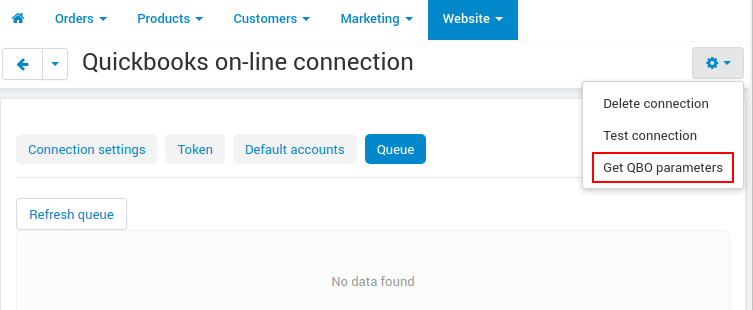 Orders Products Customers Marketing Website
Quickbooks on-line connection
Delete connection
Test connection
Get QBO parameters
Connection settings Token Default accounts Queue
Refresh queue
No data found